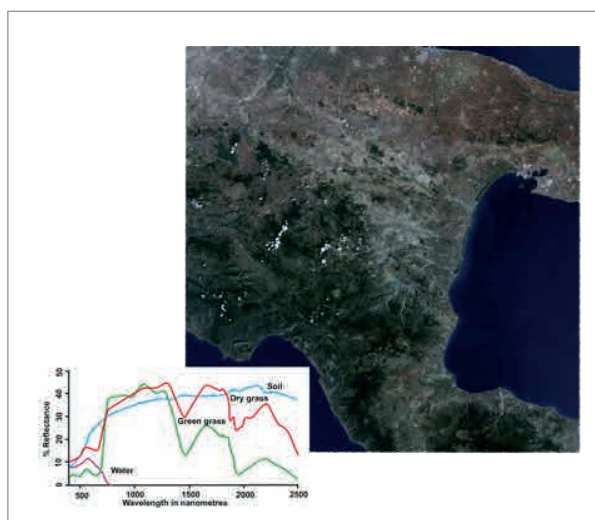 50
40
30
20
10
0
% Reflectance
Soil
Dry grass
Green grass
Water
500 1000 1500 2000 2500
Wavelength in nanometres